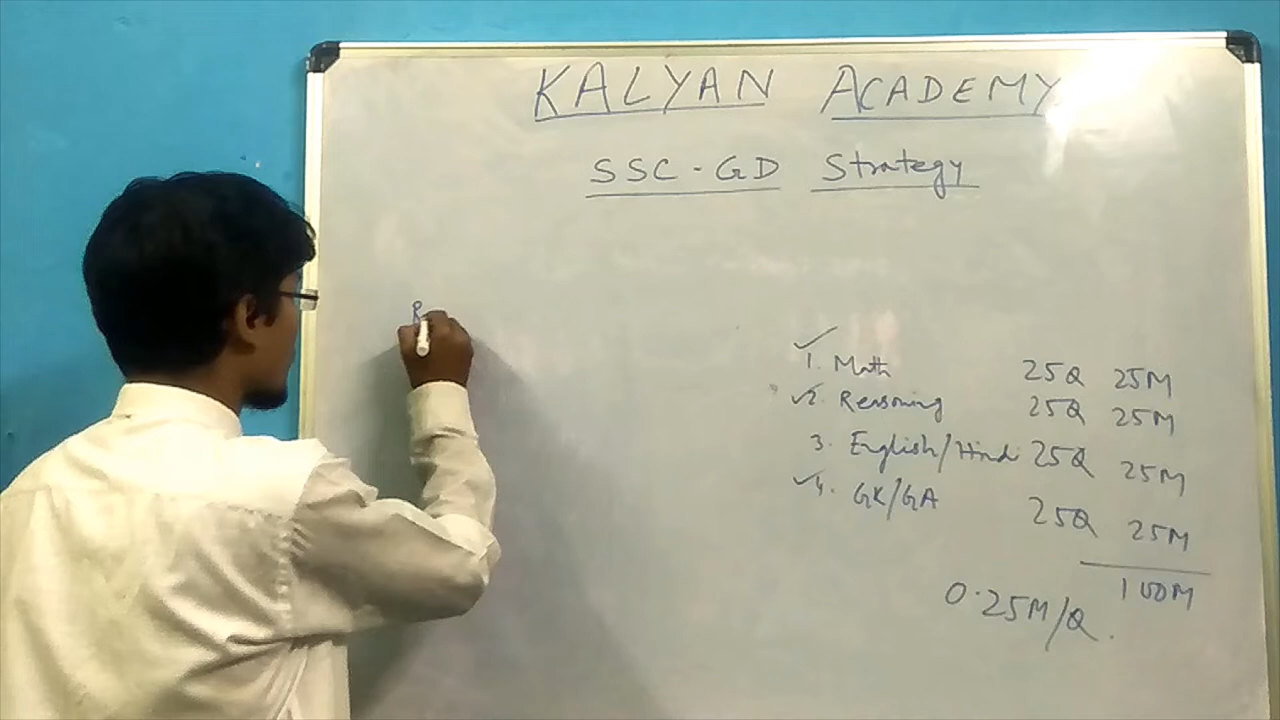 KALYAN ACADEMY
SSC-GD Strategy
R
1. Math 25Q 25M
2. Reasoning 25Q 25M
3. English/Hindi 25Q 25M
4. GK/GA 25Q 25M
100M
0.25M/Q.